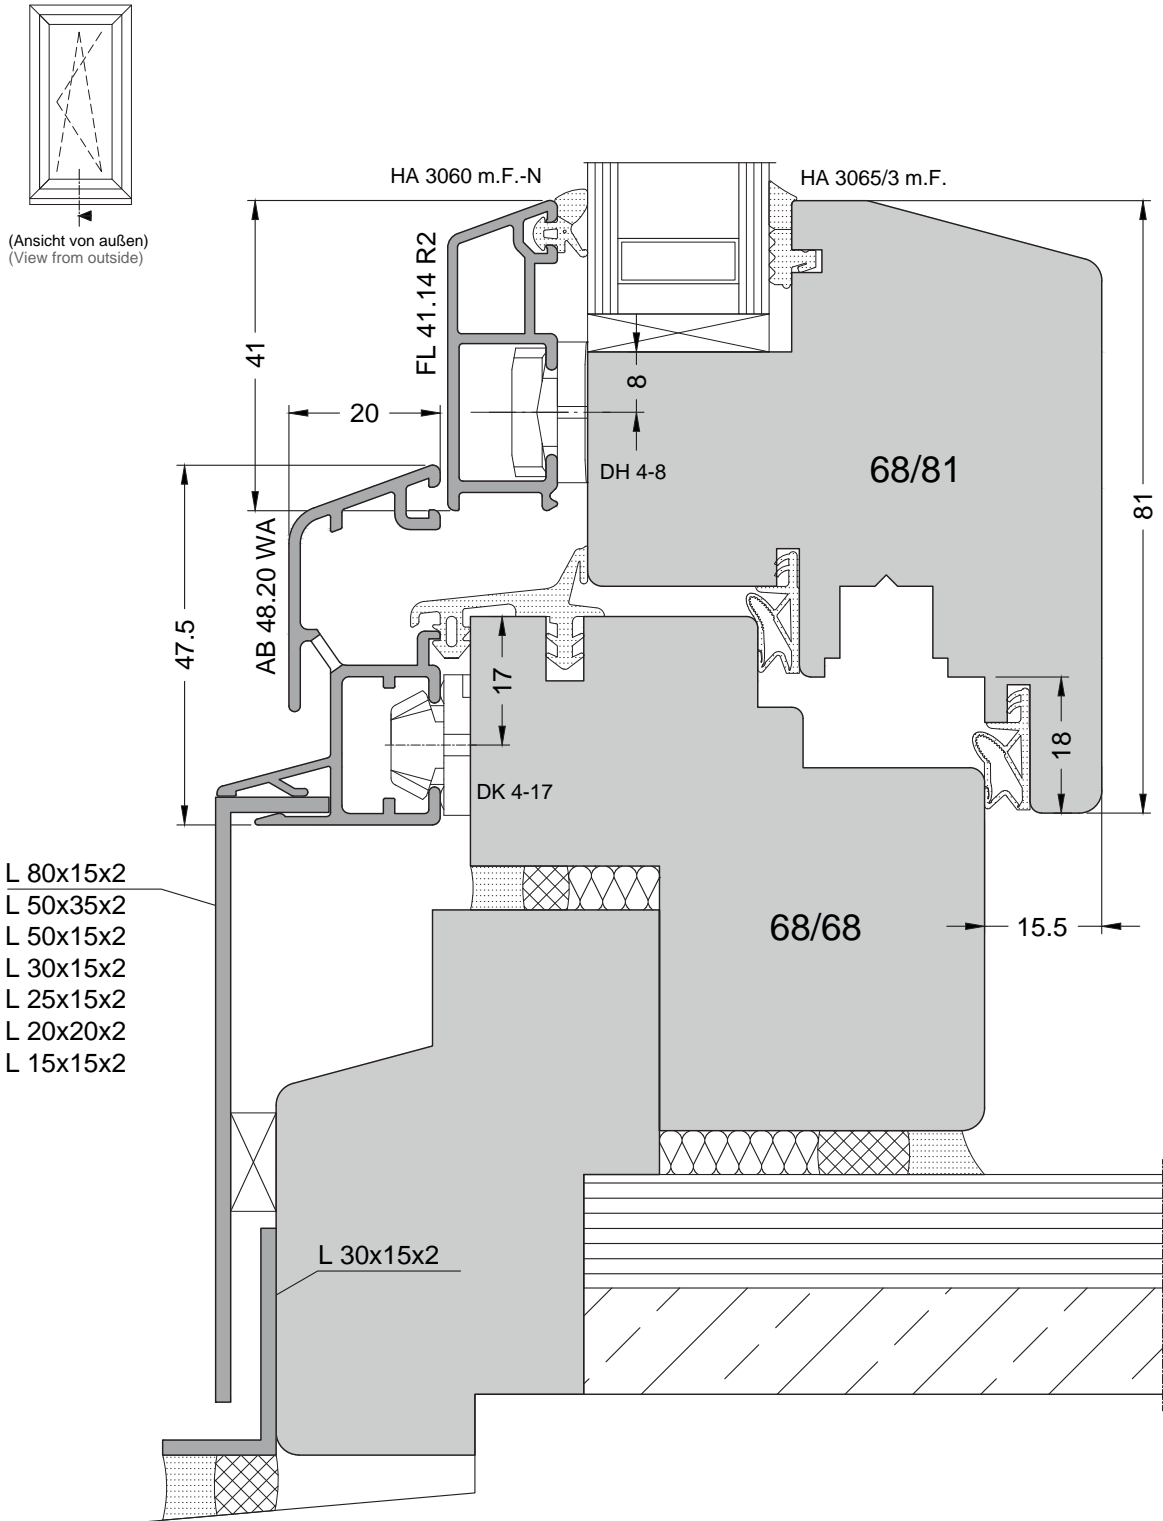 (Ansicht von außen)
(View from outside)
HA 3060 m.F.-N
HA 3065/3 m.F.
FL 41.14 R2
41
20
8
DH 4-8
68/81
81
AB 48.20 WA
47.5
17
18
DK 4-17
L 80x15x2
L 50x35x2
L 50x15x2
L 30x15x2
L 25x15x2
L 20x20x2
L 15x15x2
68/68
15.5
L 30x15x2